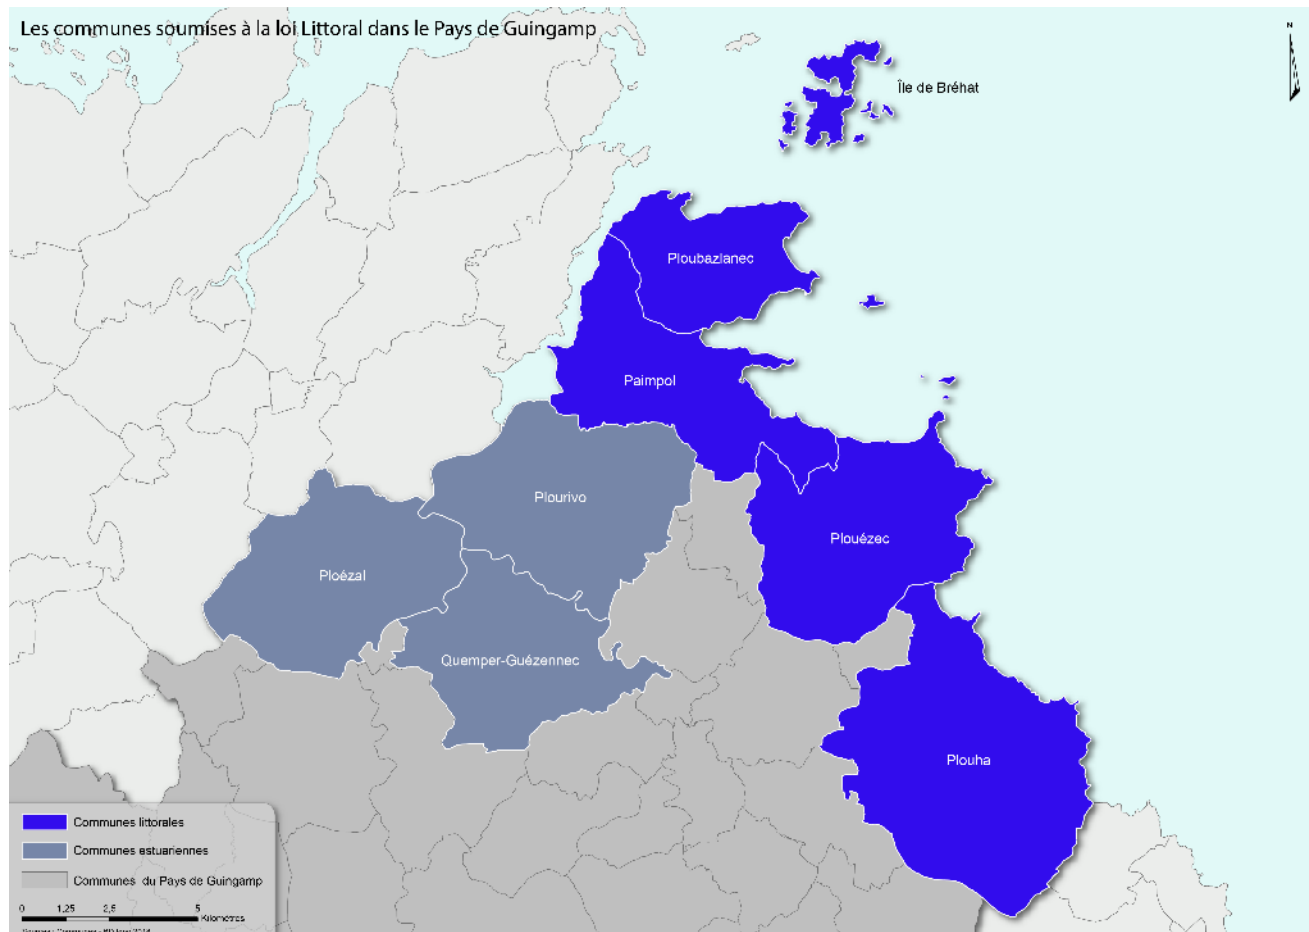 Les communes soumises à la loi Littoral dans le Pays de Guingamp
N
Île de Bréhat
Ploubazlanec
Paimpol
Plourivo
Plouézec
Ploézal
Quemper-Guézennec
Plouha
Communes littorales
Communes estuariennes
Communes du Pays de Guingamp
0 1,25 2,5 5
Kilomètres